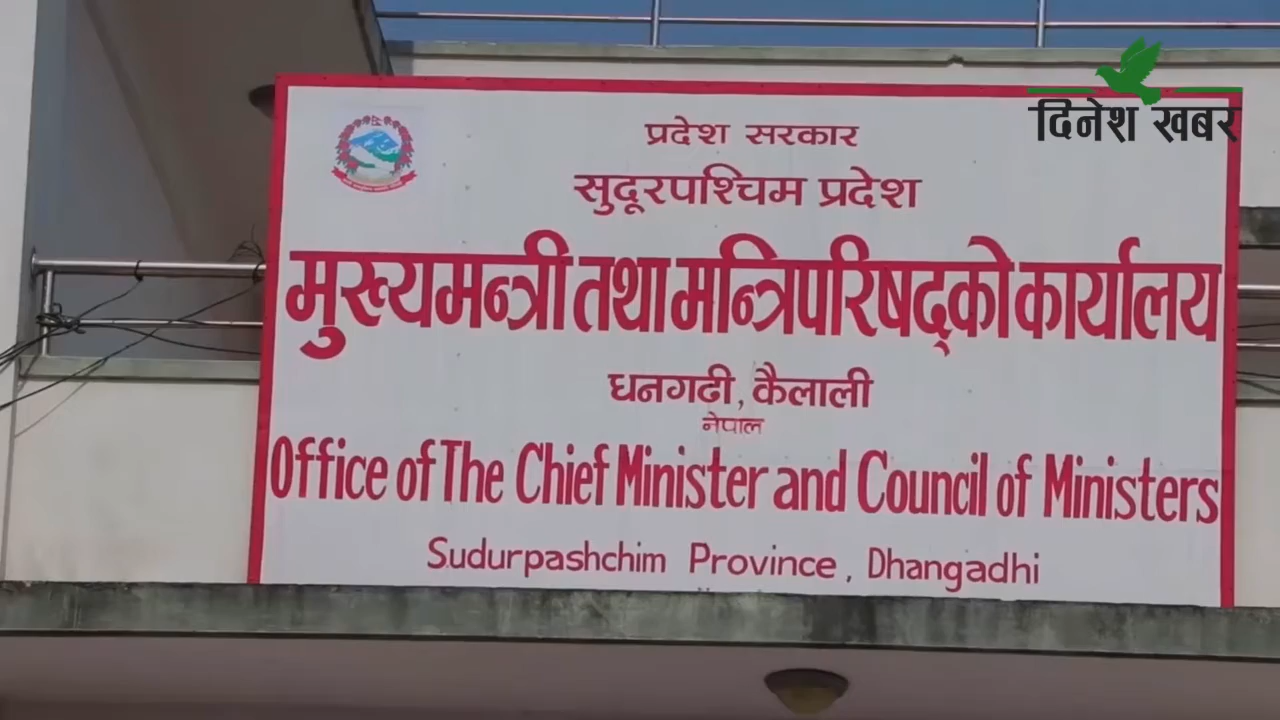 दिनेश खबर
प्रदेश सरकार
सुदूरपश्चिम प्रदेश
मुख्यमन्त्री तथा मन्त्रिपरिषद्को कार्यालय
धनगढी, कैलाली
नेपाल
Office of The Chief Minister and Council of Ministers
Sudurpashchim Province, Dhangadhi